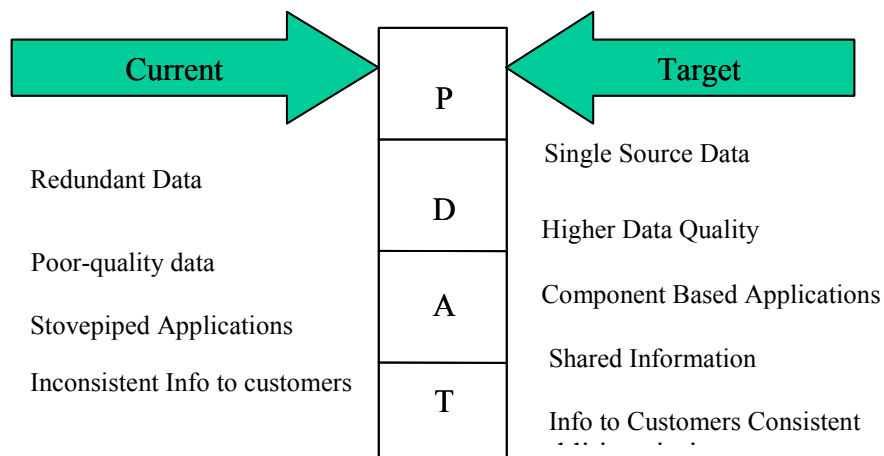 Current
Target
P
D
A
T
Redundant Data
Poor-quality data
Stovepiped Applications
Inconsistent Info to customers
Single Source Data
Higher Data Quality
Component Based Applications
Shared Information
Info to Customers Consistent